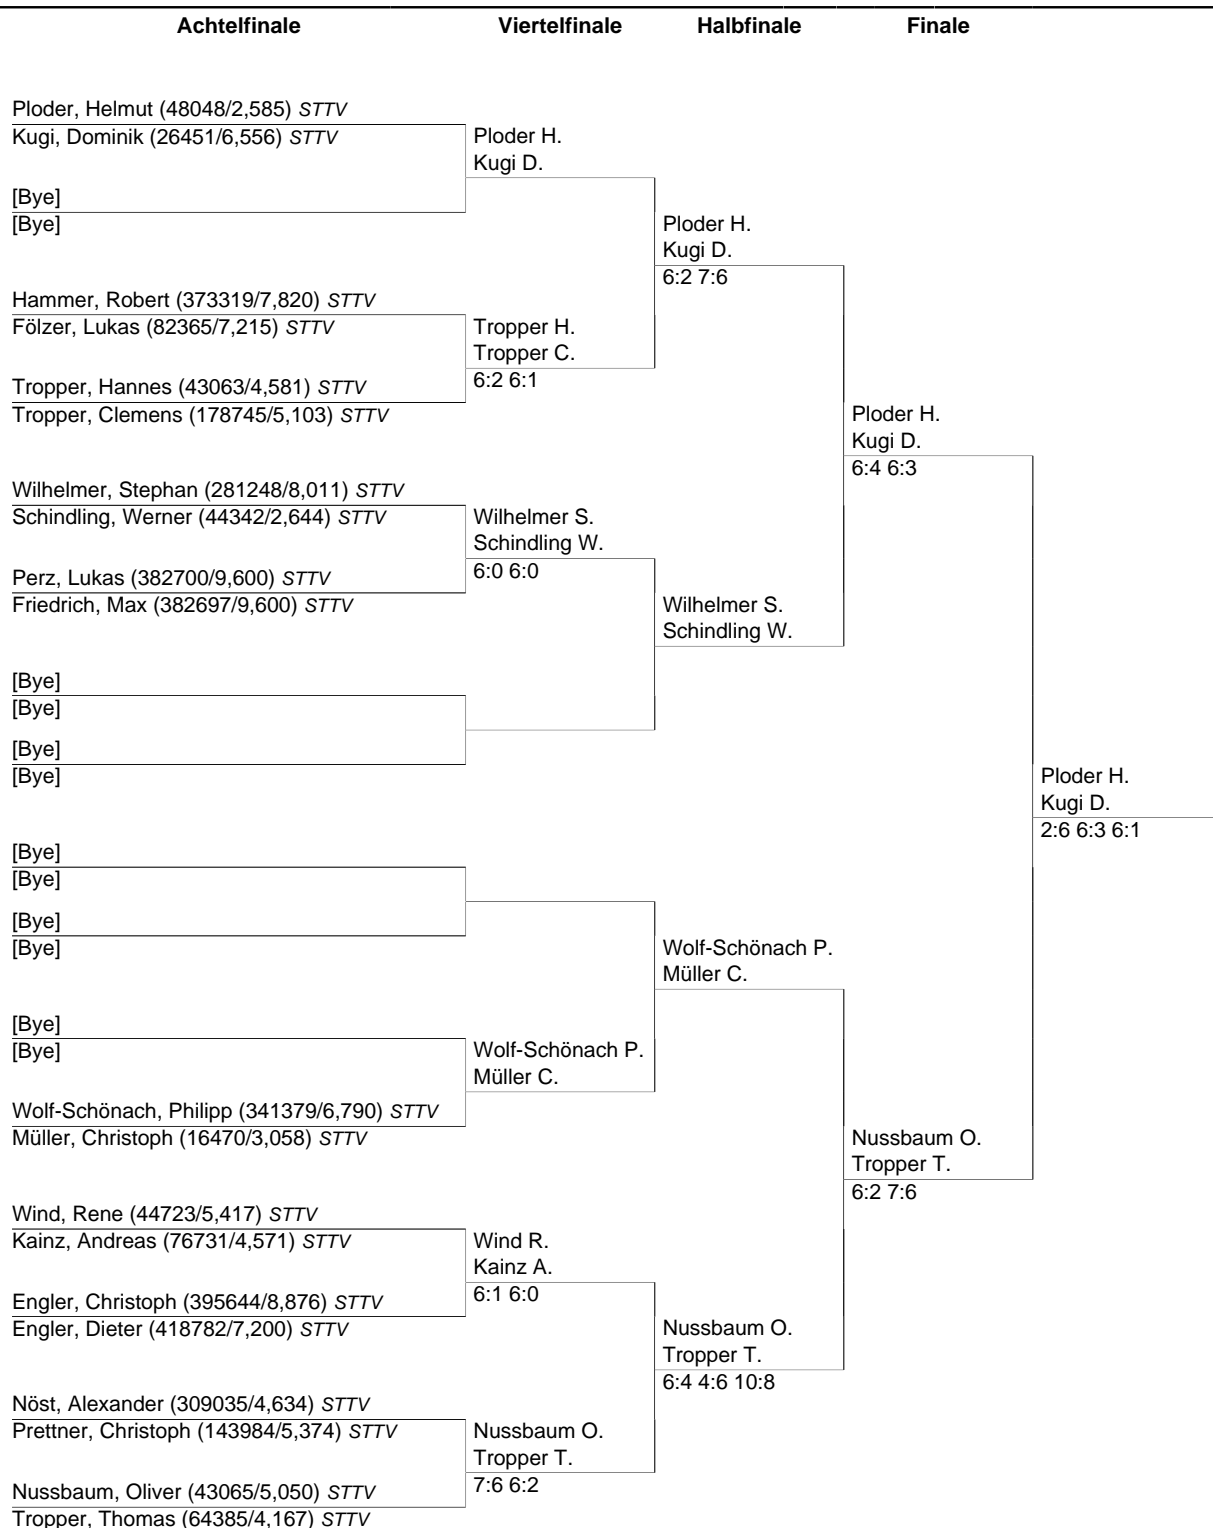 Achtelfinale Viertelfinale Halbfinale Finale
Ploder, Helmut (48048/2,585) STTV
Kugi, Dominik (26451/6,556) STTV
Ploder H.
Kugi D.
[Bye]
[Bye]
Ploder H.
Kugi D.
6:2 7:6
Hammer, Robert (373319/7,820) STTV
Fölzer, Lukas (82365/7,215) STTV
Tropper H.
Tropper C.
6:2 6:1
Tropper, Hannes (43063/4,581) STTV
Tropper, Clemens (178745/5,103) STTV
Ploder H.
Kugi D.
6:4 6:3
Wilhelmer, Stephan (281248/8,011) STTV
Schindling, Werner (44342/2,644) STTV
Wilhelmer S.
Schindling W.
6:0 6:0
Perz, Lukas (382700/9,600) STTV
Friedrich, Max (382697/9,600) STTV
Wilhelmer S.
Schindling W.
[Bye]
[Bye]
[Bye]
[Bye]
Ploder H.
Kugi D.
2:6 6:3 6:1
[Bye]
[Bye]
[Bye]
[Bye]
Wolf-Schönach P.
Müller C.
[Bye]
[Bye]
Wolf-Schönach P.
Müller C.
Wolf-Schönach, Philipp (341379/6,790) STTV
Müller, Christoph (16470/3,058) STTV
Nussbaum O.
Tropper T.
6:2 7:6
Wind, Rene (44723/5,417) STTV
Kainz, Andreas (76731/4,571) STTV
Wind R.
Kainz A.
6:1 6:0
Engler, Christoph (395644/8,876) STTV
Engler, Dieter (418782/7,200) STTV
Nussbaum O.
Tropper T.
6:4 4:6 10:8
Nöst, Alexander (309035/4,634) STTV
Prettner, Christoph (143984/5,374) STTV
Nussbaum O.
Tropper T.
7:6 6:2
Nussbaum, Oliver (43065/5,050) STTV
Tropper, Thomas (64385/4,167) STTV